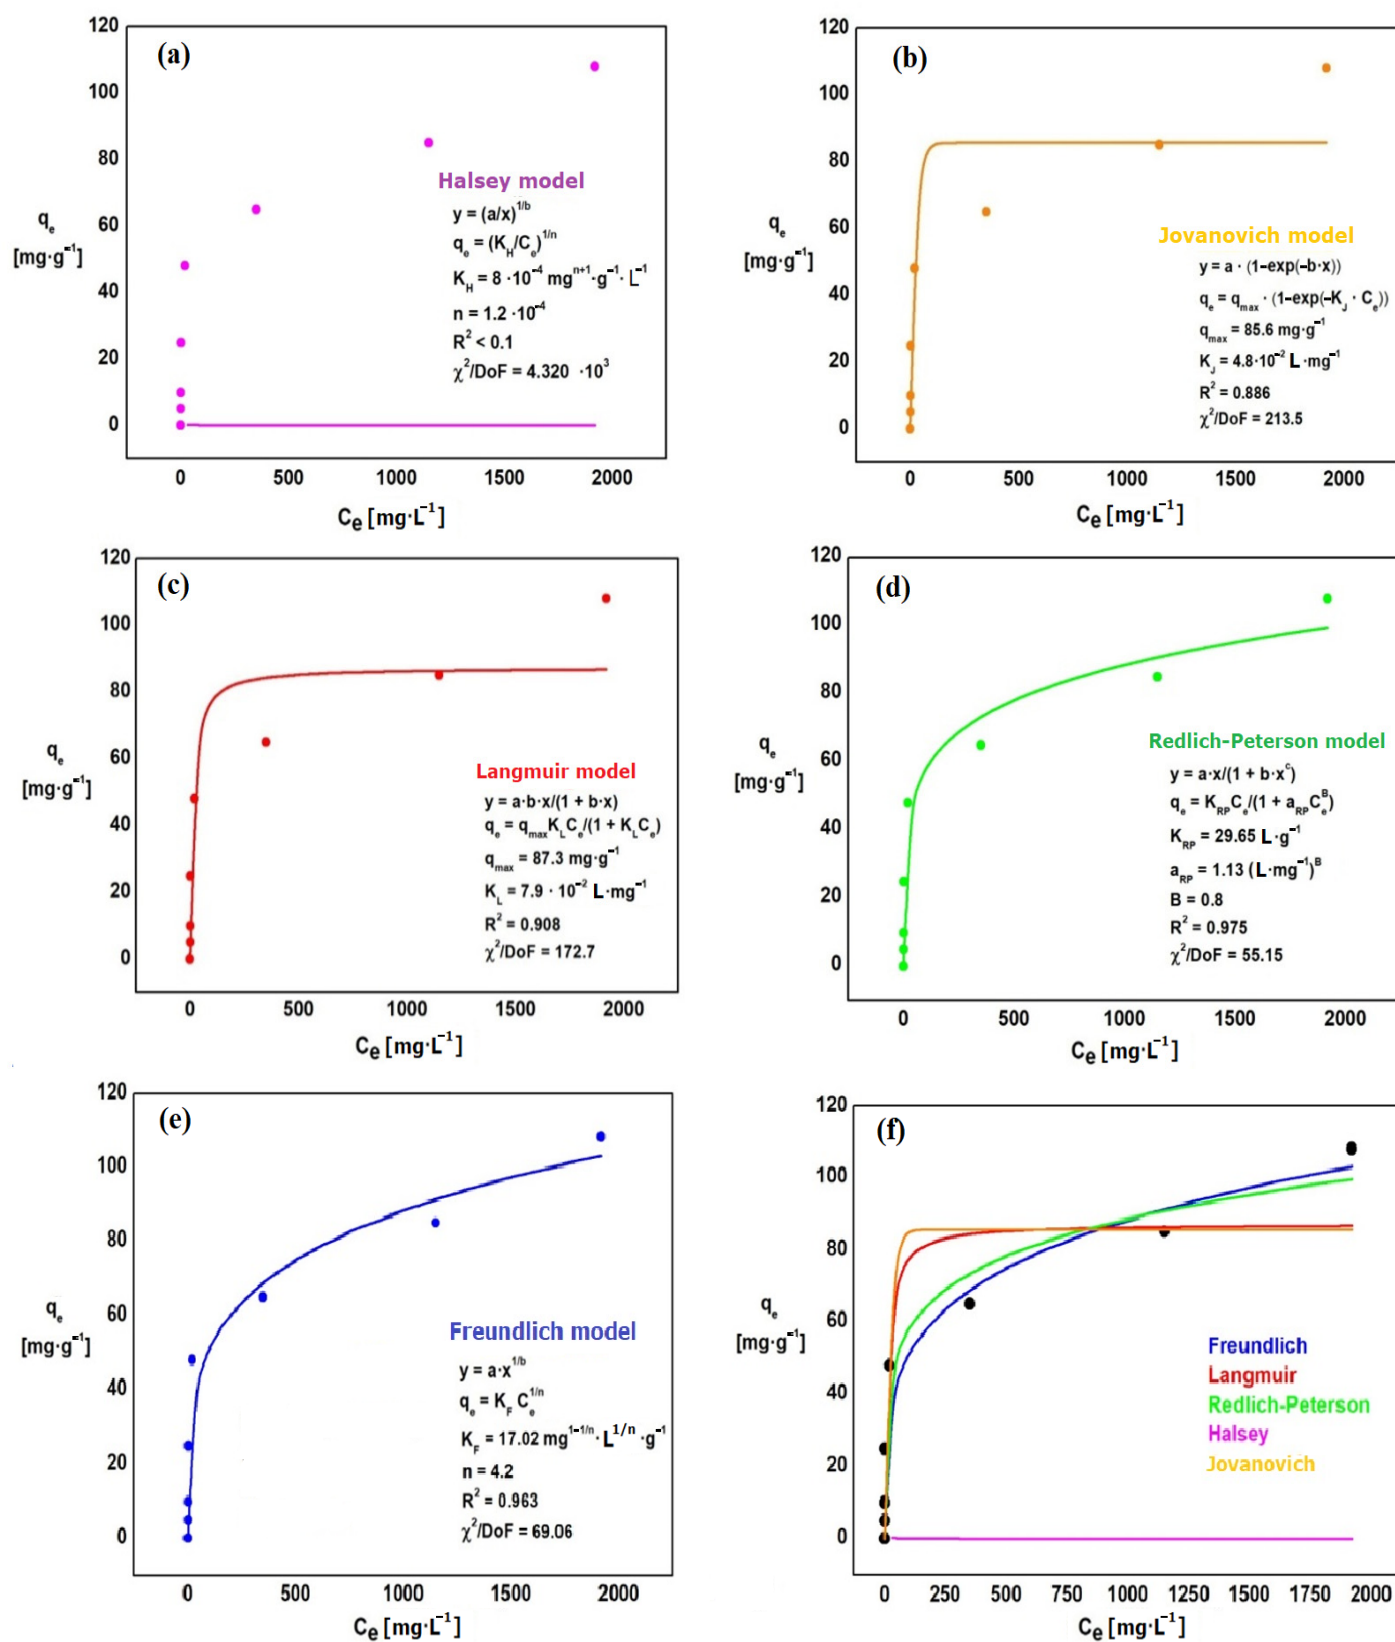 (a)
120
100
80
60
40
20
0
q_e
[mg·g⁻¹]
Halsey model
y = (a/x)^1/b
q_e = (K_H/C_e)^1/n
K_H = 8 ·10⁻⁴ mg^n+1·g⁻¹· L⁻¹
n = 1.2 ·10⁻⁴
R² < 0.1
χ²/DoF = 4.320 ·10³
0 500 1000 1500 2000
C_e [mg·L⁻¹]
(b)
120
100
80
60
40
20
0
q_e
[mg·g⁻¹]
Jovanovich model
y = a · (1−exp(−b·x))
q_e = q_max · (1−exp(−K_J · C_e))
q_max = 85.6 mg·g⁻¹
K_J = 4.8·10⁻² L·mg⁻¹
R² = 0.886
χ²/DoF = 213.5
0 500 1000 1500 2000
C_e [mg·L⁻¹]
(c)
120
100
80
60
40
20
0
q_e
[mg·g⁻¹]
Langmuir model
y = a·b·x/(1 + b·x)
q_e = q_max K_L C_e/(1 + K_L C_e)
q_max = 87.3 mg·g⁻¹
K_L = 7.9 · 10⁻² L·mg⁻¹
R² = 0.908
χ²/DoF = 172.7
0 500 1000 1500 2000
C_e [mg·L⁻¹]
(d)
120
100
80
60
40
20
0
q_e
[mg·g⁻¹]
Redlich-Peterson model
y = a·x/(1 + b·x^c)
q_e = K_RP C_e/(1 + a_RP C_e^B)
K_RP = 29.65 L·g⁻¹
a_RP = 1.13 (L·mg⁻¹)^B
B = 0.8
R² = 0.975
χ²/DoF = 55.15
0 500 1000 1500 2000
C_e [mg·L⁻¹]
(e)
120
100
80
60
40
20
0
q_e
[mg·g⁻¹]
Freundlich model
y = a·x^1/b
q_e = K_F C_e^1/n
K_F = 17.02 mg^1−1/n· L^1/n ·g⁻¹
n = 4.2
R² = 0.963
χ²/DoF = 69.06
0 500 1000 1500 2000
C_e [mg·L⁻¹]
(f)
120
100
80
60
40
20
0
q_e
[mg·g⁻¹]
Freundlich
Langmuir
Redlich-Peterson
Halsey
Jovanovich
0 250 500 750 1000 1250 1500 1750 2000
C_e [mg·L⁻¹]